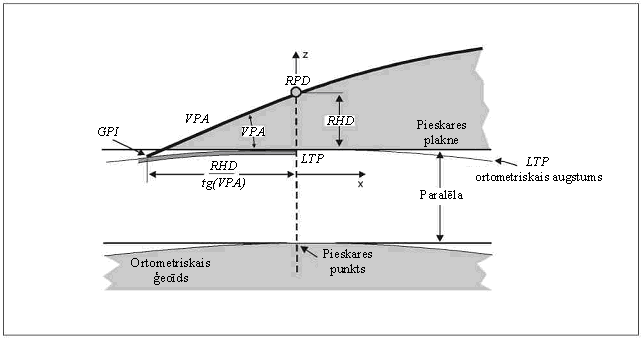 z
RPD
VPA
VPA
RHD
GPI
Pieskares
plakne
RHD
tg(VPA)
LTP
x
LTP
ortometriskais augstums
Paralēla
Ortometriskais
ģeoīds
Pieskares
punkts